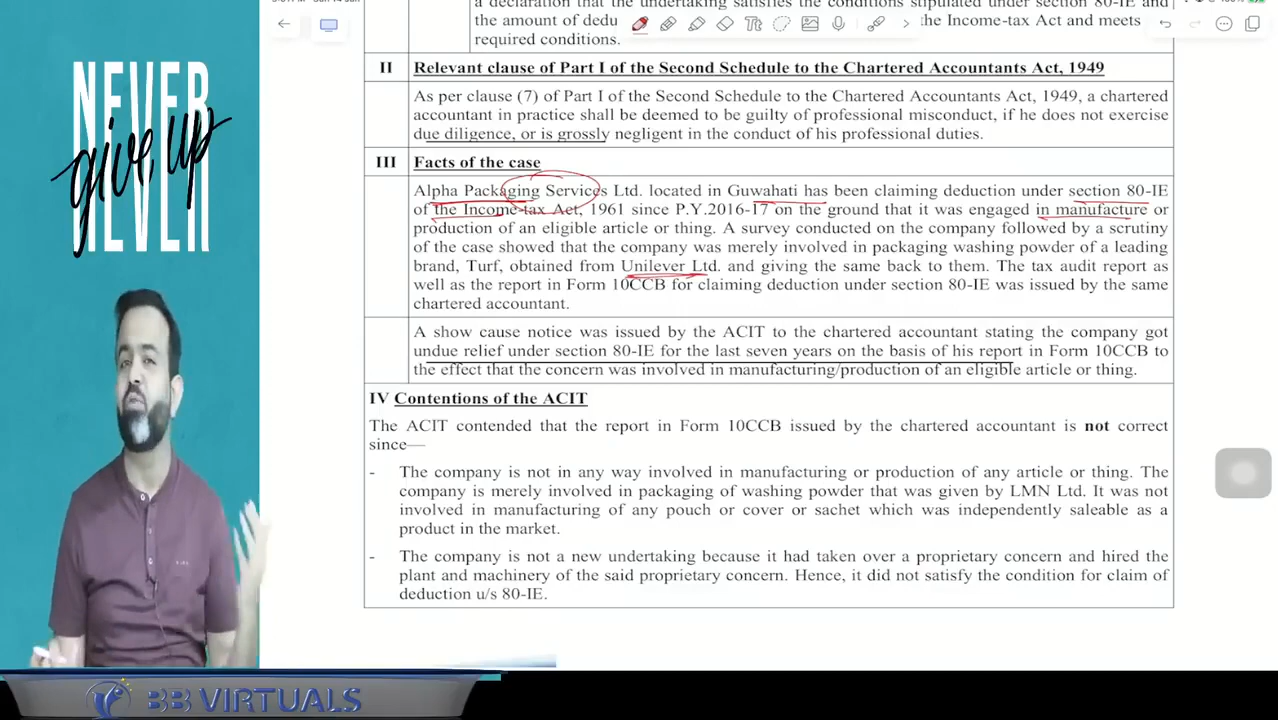 a declaration that the undertaking satisfies the conditions stipulated under section 80-IE and
the amount of dedu the Income-tax Act and meets
required conditions.
II Relevant clause of Part I of the Second Schedule to the Chartered Accountants Act, 1949
As per clause (7) of Part I of the Second Schedule to the Chartered Accountants Act, 1949, a chartered
accountant in practice shall be deemed to be guilty of professional misconduct, if he does not exercise
due diligence, or is grossly negligent in the conduct of his professional duties.
III Facts of the case
Alpha Packaging Services Ltd. located in Guwahati has been claiming deduction under section 80-IE
of the Income-tax Act, 1961 since P.Y.2016-17 on the ground that it was engaged in manufacture or
production of an eligible article or thing. A survey conducted on the company followed by a scrutiny
of the case showed that the company was merely involved in packaging washing powder of a leading
brand, Turf, obtained from Unilever Ltd. and giving the same back to them. The tax audit report as
well as the report in Form 10CCB for claiming deduction under section 80-IE was issued by the same
chartered accountant.
A show cause notice was issued by the ACIT to the chartered accountant stating the company got
undue relief under section 80-IE for the last seven years on the basis of his report in Form 10CCB to
the effect that the concern was involved in manufacturing/production of an eligible article or thing.
IV Contentions of the ACIT
The ACIT contended that the report in Form 10CCB issued by the chartered accountant is not correct
since—
- The company is not in any way involved in manufacturing or production of any article or thing. The
company is merely involved in packaging of washing powder that was given by LMN Ltd. It was not
involved in manufacturing of any pouch or cover or sachet which was independently saleable as a
product in the market.
- The company is not a new undertaking because it had taken over a proprietary concern and hired the
plant and machinery of the said proprietary concern. Hence, it did not satisfy the condition for claim of
deduction u/s 80-IE.
NEVER
give up
NEVER
BB VIRTUALS